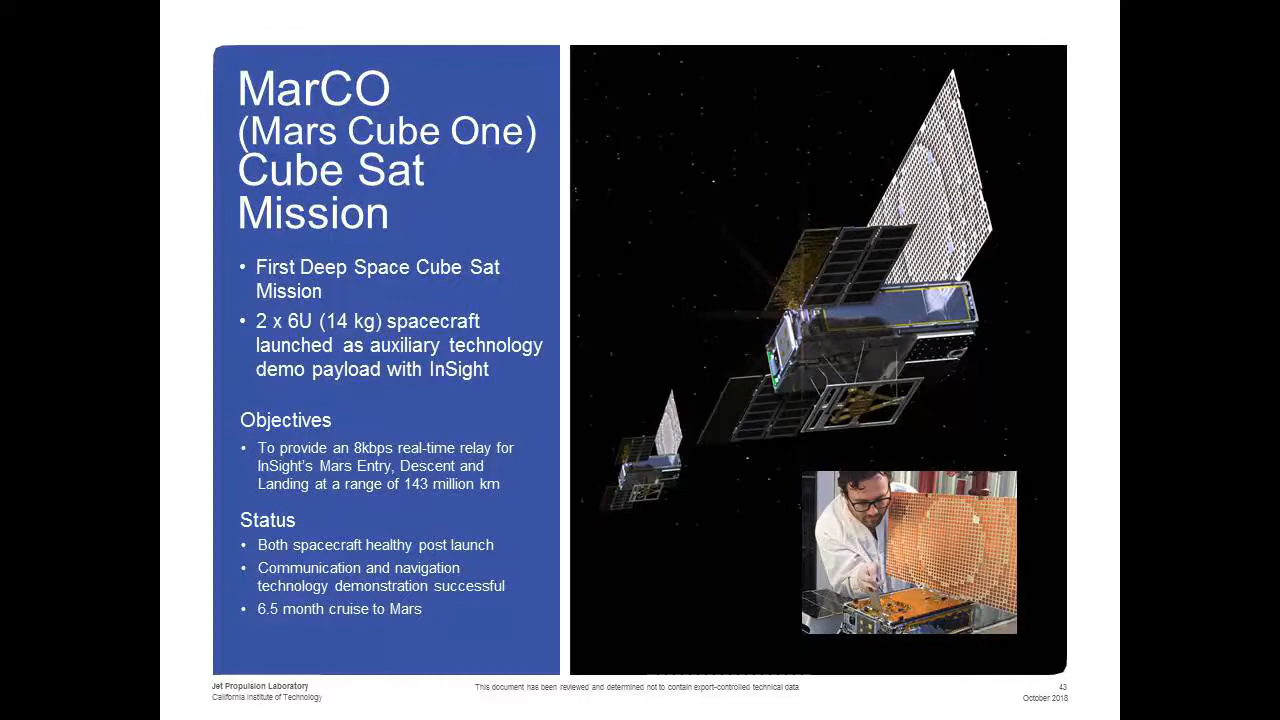 MarCO
(Mars Cube One)
Cube Sat
Mission
• First Deep Space Cube Sat
Mission
• 2 x 6U (14 kg) spacecraft
launched as auxiliary technology
demo payload with InSight
Objectives
• To provide an 8kbps real-time relay for
InSight's Mars Entry, Descent and
Landing at a range of 143 million km
Status
• Both spacecraft healthy post launch
• Communication and navigation
technology demonstration successful
• 6.5 month cruise to Mars
Jet Propulsion Laboratory
California Institute of Technology
This document has been reviewed and determined not to contain export-controlled technical data.
43
October 2018